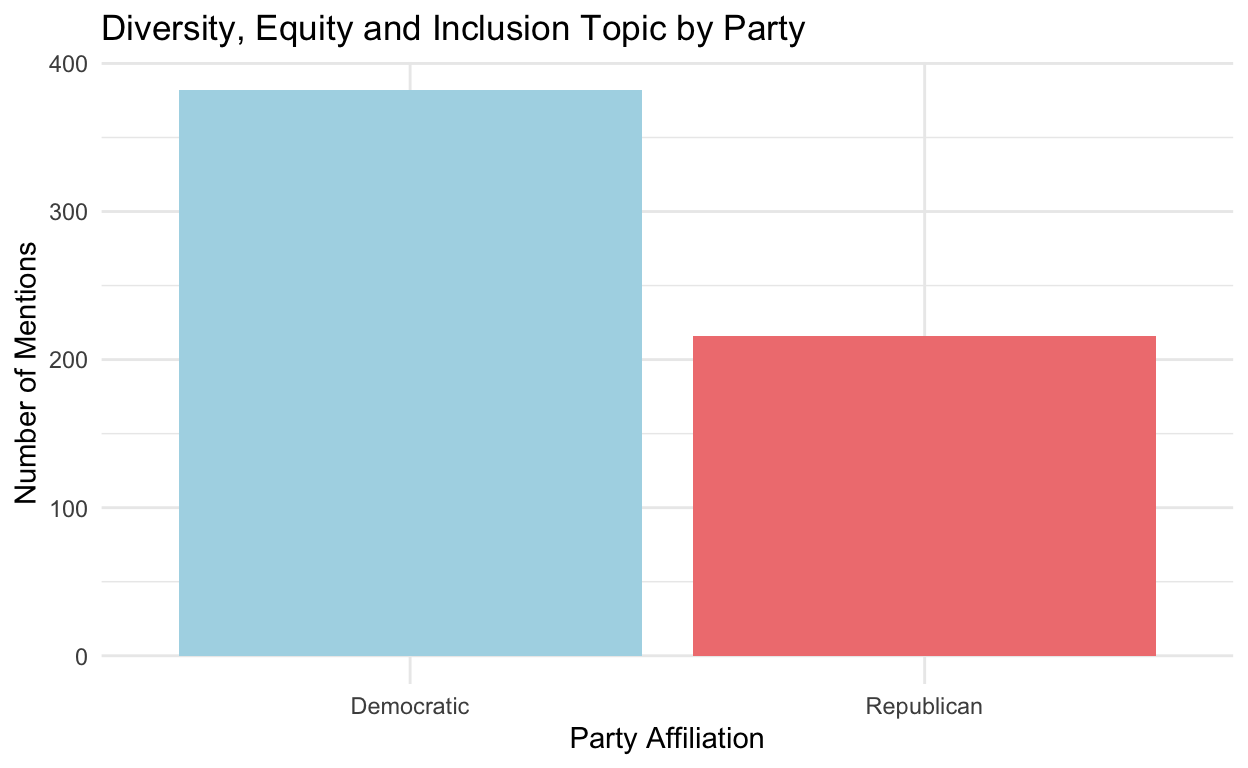 Diversity, Equity and Inclusion Topic by Party
400
300
200
100
0
Number of Mentions
Democratic
Republican
Party Affiliation